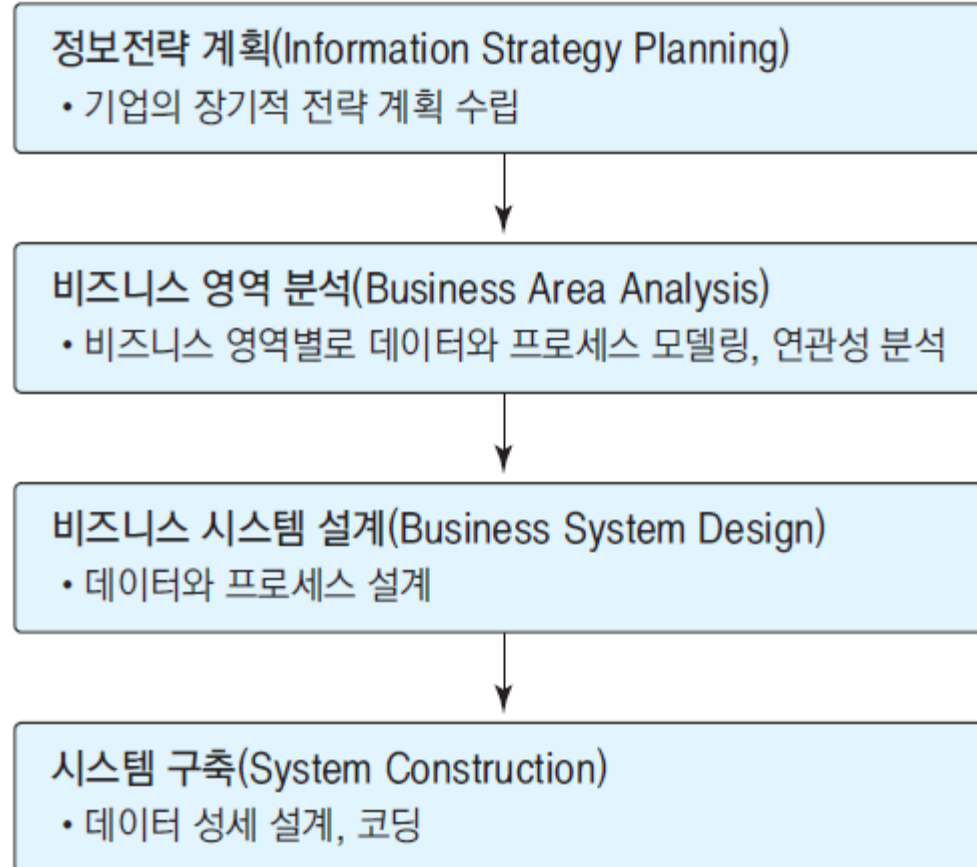 정보전략 계획(Information Strategy Planning)
• 기업의 장기적 전략 계획 수립
비즈니스 영역 분석(Business Area Analysis)
• 비즈니스 영역별로 데이터와 프로세스 모델링, 연관성 분석
비즈니스 시스템 설계(Business System Design)
• 데이터와 프로세스 설계
시스템 구축(System Construction)
• 데이터 성세 설계, 코딩